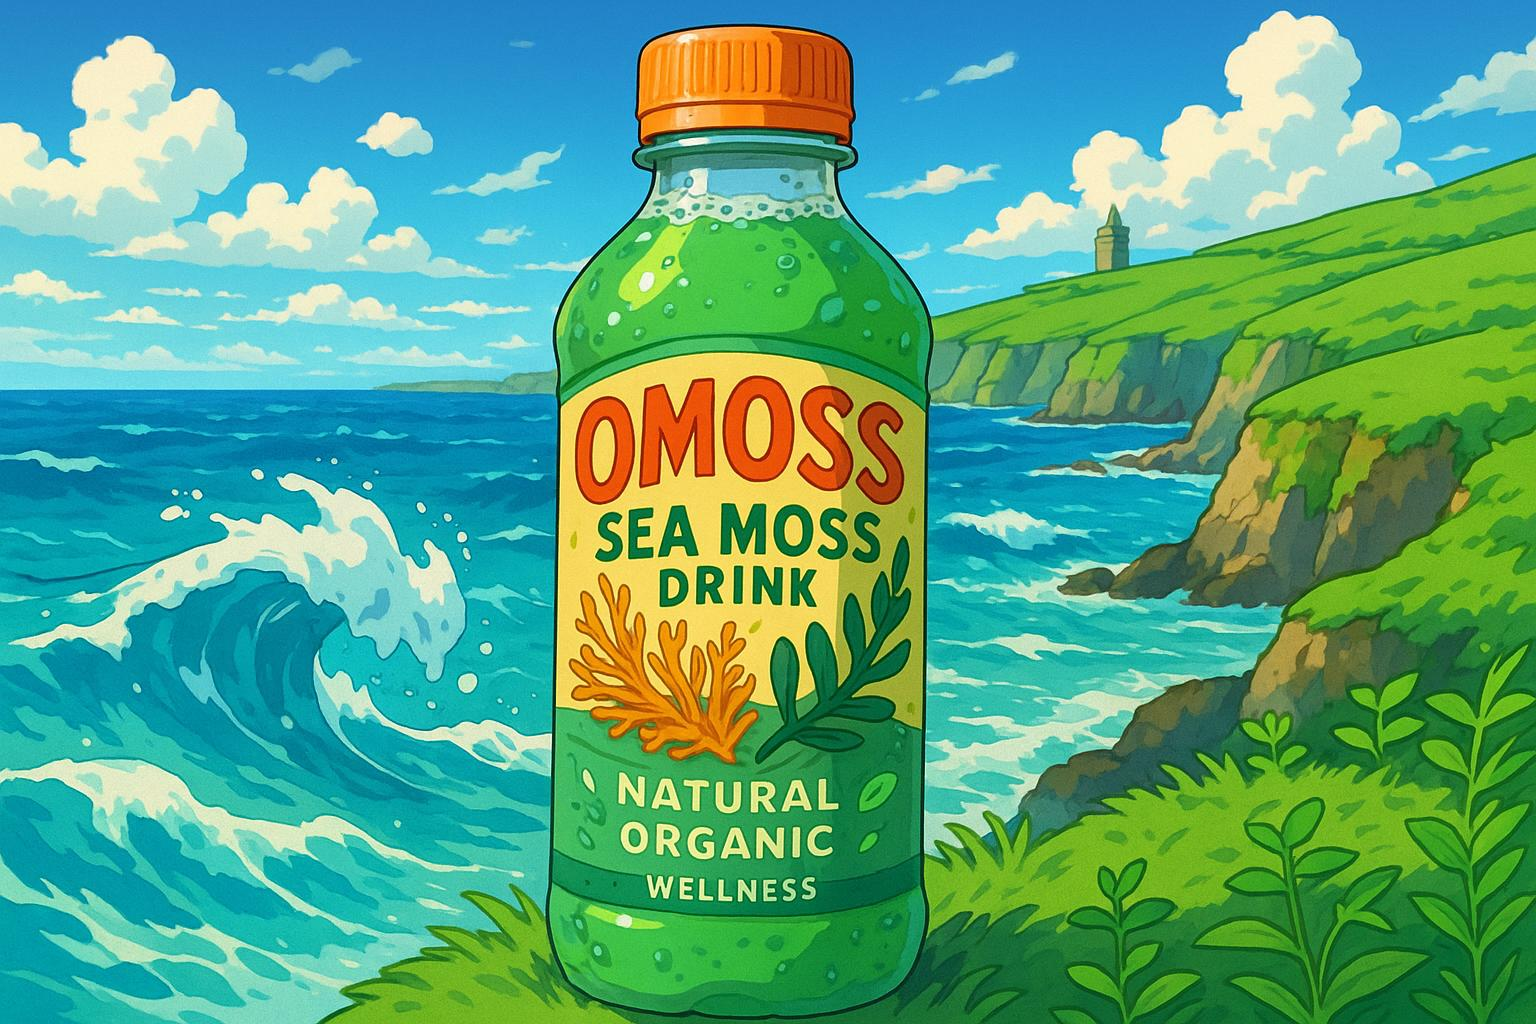 OMOSS
SEA MOSS
DRINK
NATURAL
ORGANIC
WELLNESS